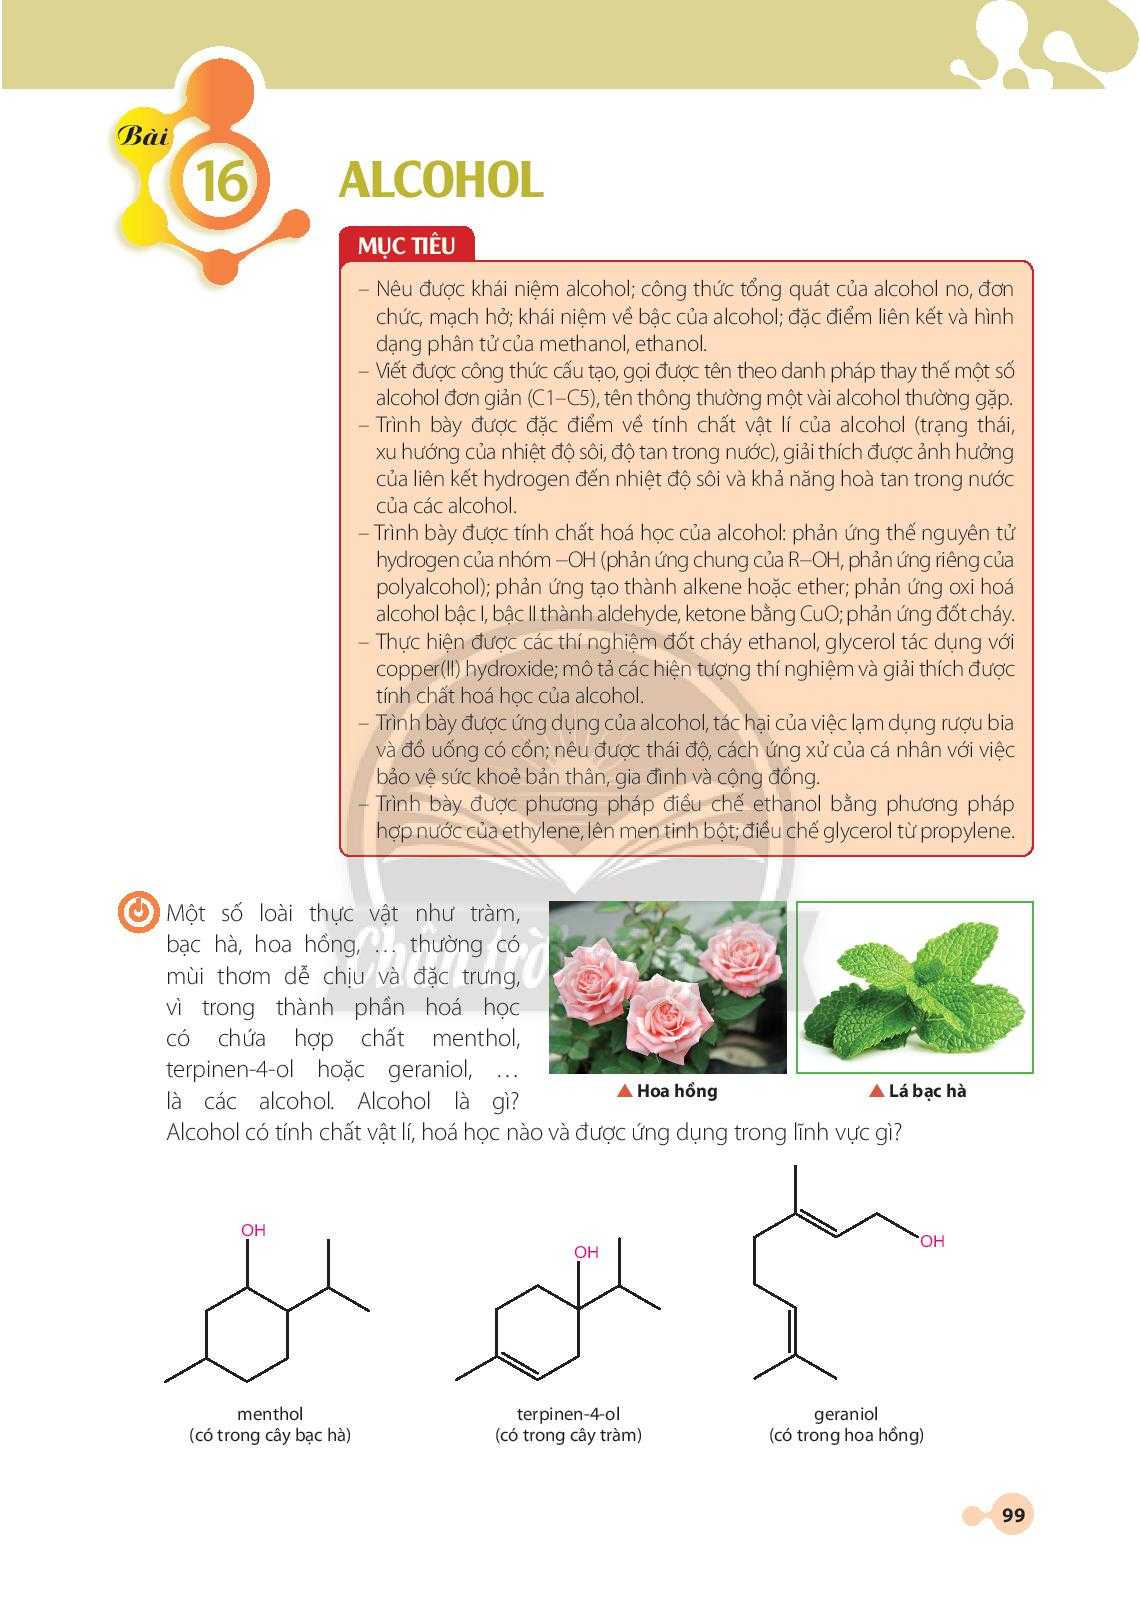 Bài
16
ALCOHOL
MỤC TIÊU
– Nêu được khái niệm alcohol; công thức tổng quát của alcohol no, đơn
chức, mạch hở; khái niệm về bậc của alcohol; đặc điểm liên kết và hình
dạng phân tử của methanol, ethanol.
– Viết được công thức cấu tạo, gọi được tên theo danh pháp thay thế một số
alcohol đơn giản (C1–C5), tên thông thường một vài alcohol thường gặp.
– Trình bày được đặc điểm về tính chất vật lí của alcohol (trạng thái,
xu hướng của nhiệt độ sôi, độ tan trong nước), giải thích được ảnh hưởng
của liên kết hydrogen đến nhiệt độ sôi và khả năng hoà tan trong nước
của các alcohol.
– Trình bày được tính chất hoá học của alcohol: phản ứng thế nguyên tử
hydrogen của nhóm –OH (phản ứng chung của R–OH, phản ứng riêng của
polyalcohol); phản ứng tạo thành alkene hoặc ether; phản ứng oxi hoá
alcohol bậc I, bậc II thành aldehyde, ketone bằng CuO; phản ứng đốt cháy.
– Thực hiện được các thí nghiệm đốt cháy ethanol, glycerol tác dụng với
copper(II) hydroxide; mô tả các hiện tượng thí nghiệm và giải thích được
tính chất hoá học của alcohol.
– Trình bày được ứng dụng của alcohol, tác hại của việc lạm dụng rượu bia
và đồ uống có cồn; nêu được thái độ, cách ứng xử của cá nhân với việc
bảo vệ sức khoẻ bản thân, gia đình và cộng đồng.
– Trình bày được phương pháp điều chế ethanol bằng phương pháp
hợp nước của ethylene, lên men tinh bột; điều chế glycerol từ propylene.
Một số loài thực vật như tràm,
bạc hà, hoa hồng, … thường có
mùi thơm dễ chịu và đặc trưng,
vì trong thành phần hoá học
có chứa hợp chất menthol,
terpinen-4-ol hoặc geraniol, …
là các alcohol. Alcohol là gì?
Alcohol có tính chất vật lí, hoá học nào và được ứng dụng trong lĩnh vực gì?
▲ Hoa hồng
▲ Lá bạc hà
OH
OH
OH
menthol
(có trong cây bạc hà)
terpinen-4-ol
(có trong cây tràm)
geraniol
(có trong hoa hồng)
99